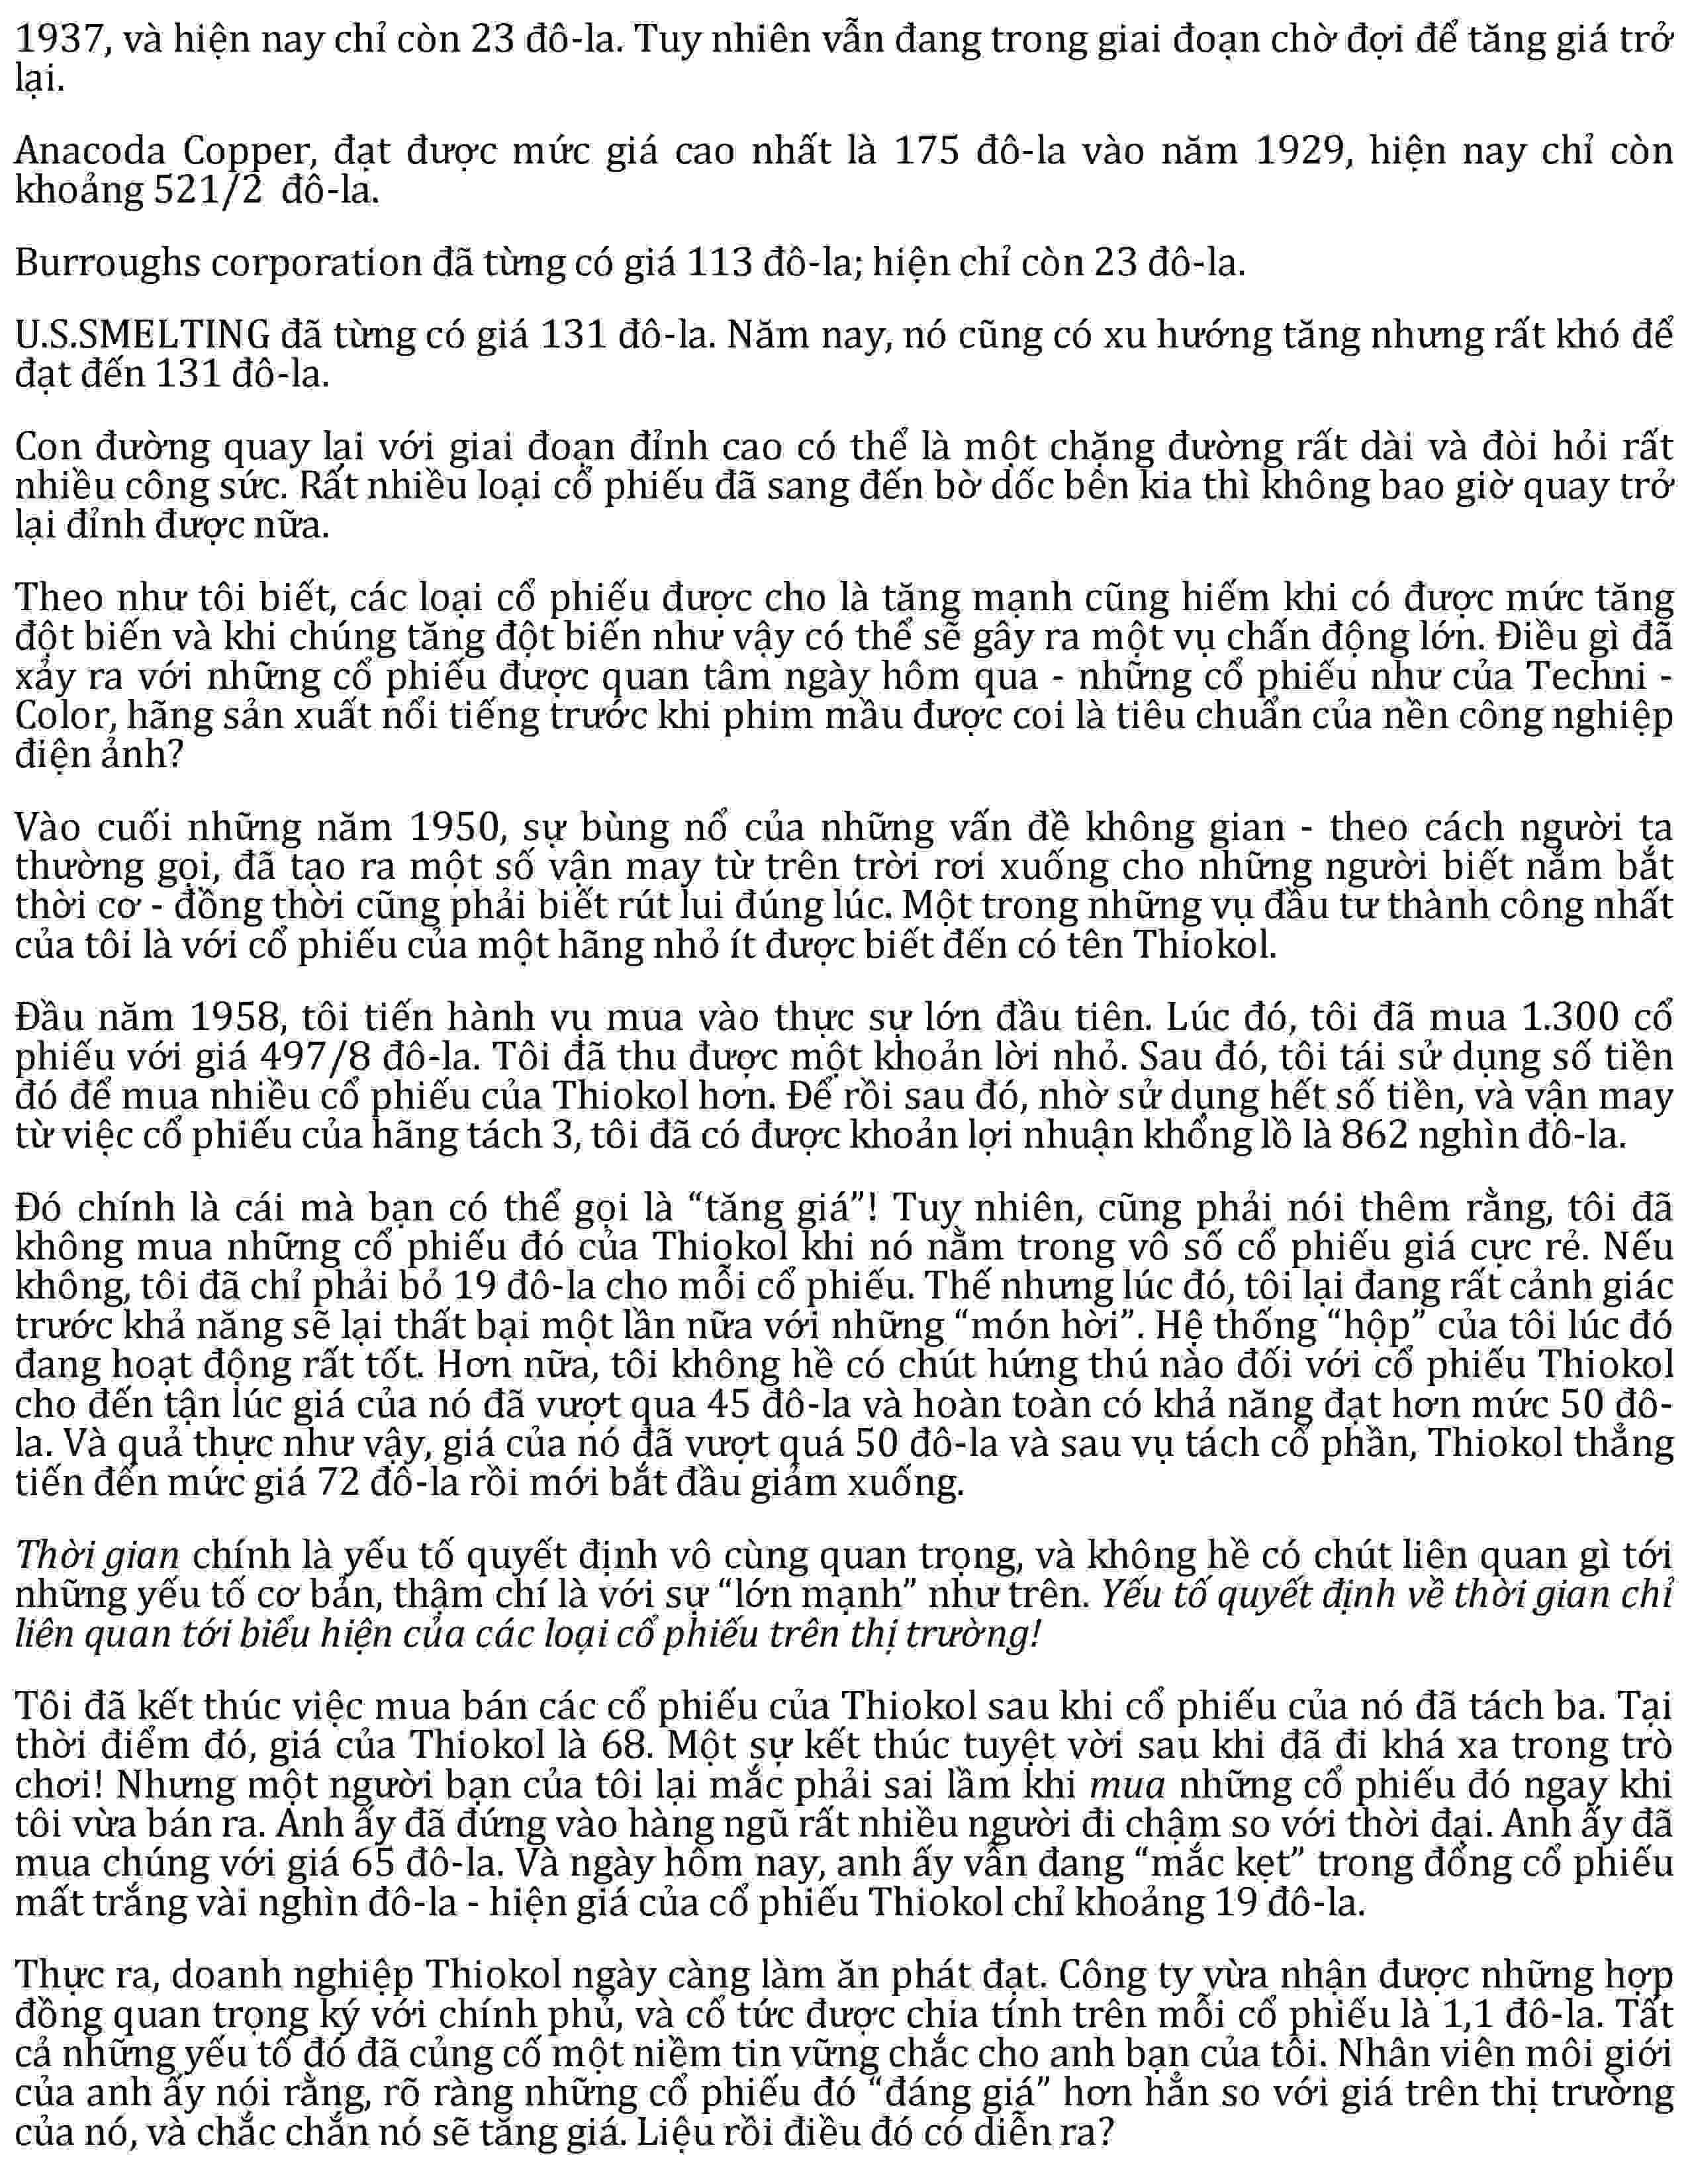 1937, và hiện nay chỉ còn 23 đô-la. Tuy nhiên vẫn đang trong giai đoạn chờ đợi để tăng giá trở
lại.
Anacoda Copper, đạt được mức giá cao nhất là 175 đô-la vào năm 1929, hiện nay chỉ còn
khoảng 521/2 đô-la.
Burroughs corporation đã từng có giá 113 đô-la; hiện chỉ còn 23 đô-la.
U.S.SMELTING đã từng có giá 131 đô-la. Năm nay, nó cũng có xu hướng tăng nhưng rất khó để
đạt đến 131 đô-la.
Con đường quay lại với giai đoạn đỉnh cao có thể là một chặng đường rất dài và đòi hỏi rất
nhiều công sức. Rất nhiều loại cổ phiếu đã sang đến bờ dốc bên kia thì không bao giờ quay trở
lại đỉnh được nữa.
Theo như tôi biết, các loại cổ phiếu được cho là tăng mạnh cũng hiếm khi có được mức tăng
đột biến và khi chúng tăng đột biến như vậy có thể sẽ gây ra một vụ chấn động lớn. Điều gì đã
xảy ra với những cổ phiếu được quan tâm ngày hôm qua - những cổ phiếu như của Techni -
Color, hãng sản xuất nổi tiếng trước khi phim mầu được coi là tiêu chuẩn của nền công nghiệp
điện ảnh?
Vào cuối những năm 1950, sự bùng nổ của những vấn đề không gian - theo cách người ta
thường gọi, đã tạo ra một số vận may từ trên trời rơi xuống cho những người biết nắm bắt
thời cơ - đồng thời cũng phải biết rút lui đúng lúc. Một trong những vụ đầu tư thành công nhất
của tôi là với cổ phiếu của một hãng nhỏ ít được biết đến có tên Thiokol.
Đầu năm 1958, tôi tiến hành vụ mua vào thực sự lớn đầu tiên. Lúc đó, tôi đã mua 1.300 cổ
phiếu với giá 497/8 đô-la. Tôi đã thu được một khoản lời nhỏ. Sau đó, tôi tái sử dụng số tiền
đó để mua nhiều cổ phiếu của Thiokol hơn. Để rồi sau đó, nhờ sử dụng hết số tiền, và vận may
từ việc cổ phiếu của hãng tách 3, tôi đã có được khoản lợi nhuận khổng lồ là 862 nghìn đô-la.
Đó chính là cái mà bạn có thể gọi là “tăng giá”! Tuy nhiên, cũng phải nói thêm rằng, tôi đã
không mua những cổ phiếu đó của Thiokol khi nó nằm trong vô số cổ phiếu giá cực rẻ. Nếu
không, tôi đã chỉ phải bỏ 19 đô-la cho mỗi cổ phiếu. Thế nhưng lúc đó, tôi lại đang rất cảnh giác
trước khả năng sẽ lại thất bại một lần nữa với những “món hời”. Hệ thống “hộp” của tôi lúc đó
đang hoạt động rất tốt. Hơn nữa, tôi không hề có chút hứng thú nào đối với cổ phiếu Thiokol
cho đến tận lúc giá của nó đã vượt qua 45 đô-la và hoàn toàn có khả năng đạt hơn mức 50 đô-
la. Và quả thực như vậy, giá của nó đã vượt quá 50 đô-la và sau vụ tách cổ phần, Thiokol thẳng
tiến đến mức giá 72 đô-la rồi mới bắt đầu giảm xuống.
Thời gian chính là yếu tố quyết định vô cùng quan trọng, và không hề có chút liên quan gì tới
những yếu tố cơ bản, thậm chí là với sự “lớn mạnh” như trên. Yếu tố quyết định về thời gian chỉ
liên quan tới biểu hiện của các loại cổ phiếu trên thị trường!
Tôi đã kết thúc việc mua bán các cổ phiếu của Thiokol sau khi cổ phiếu của nó đã tách ba. Tại
thời điểm đó, giá của Thiokol là 68. Một sự kết thúc tuyệt vời sau khi đã đi khá xa trong trò
chơi! Nhưng một người bạn của tôi lại mắc phải sai lầm khi mua những cổ phiếu đó ngay khi
tôi vừa bán ra. Anh ấy đã đứng vào hàng ngũ rất nhiều người đi chậm so với thời đại. Anh ấy đã
mua chúng với giá 65 đô-la. Và ngày hôm nay, anh ấy vẫn đang “mắc kẹt” trong đống cổ phiếu
mất trắng vài nghìn đô-la - hiện giá của cổ phiếu Thiokol chỉ khoảng 19 đô-la.
Thực ra, doanh nghiệp Thiokol ngày càng làm ăn phát đạt. Công ty vừa nhận được những hợp
đồng quan trọng ký với chính phủ, và cổ tức được chia tính trên mỗi cổ phiếu là 1,1 đô-la. Tất
cả những yếu tố đó đã củng cố một niềm tin vững chắc cho anh bạn của tôi. Nhân viên môi giới
của anh ấy nói rằng, rõ ràng những cổ phiếu đó “đáng giá” hơn hẳn so với giá trên thị trường
của nó, và chắc chắn nó sẽ tăng giá. Liệu rồi điều đó có diễn ra?